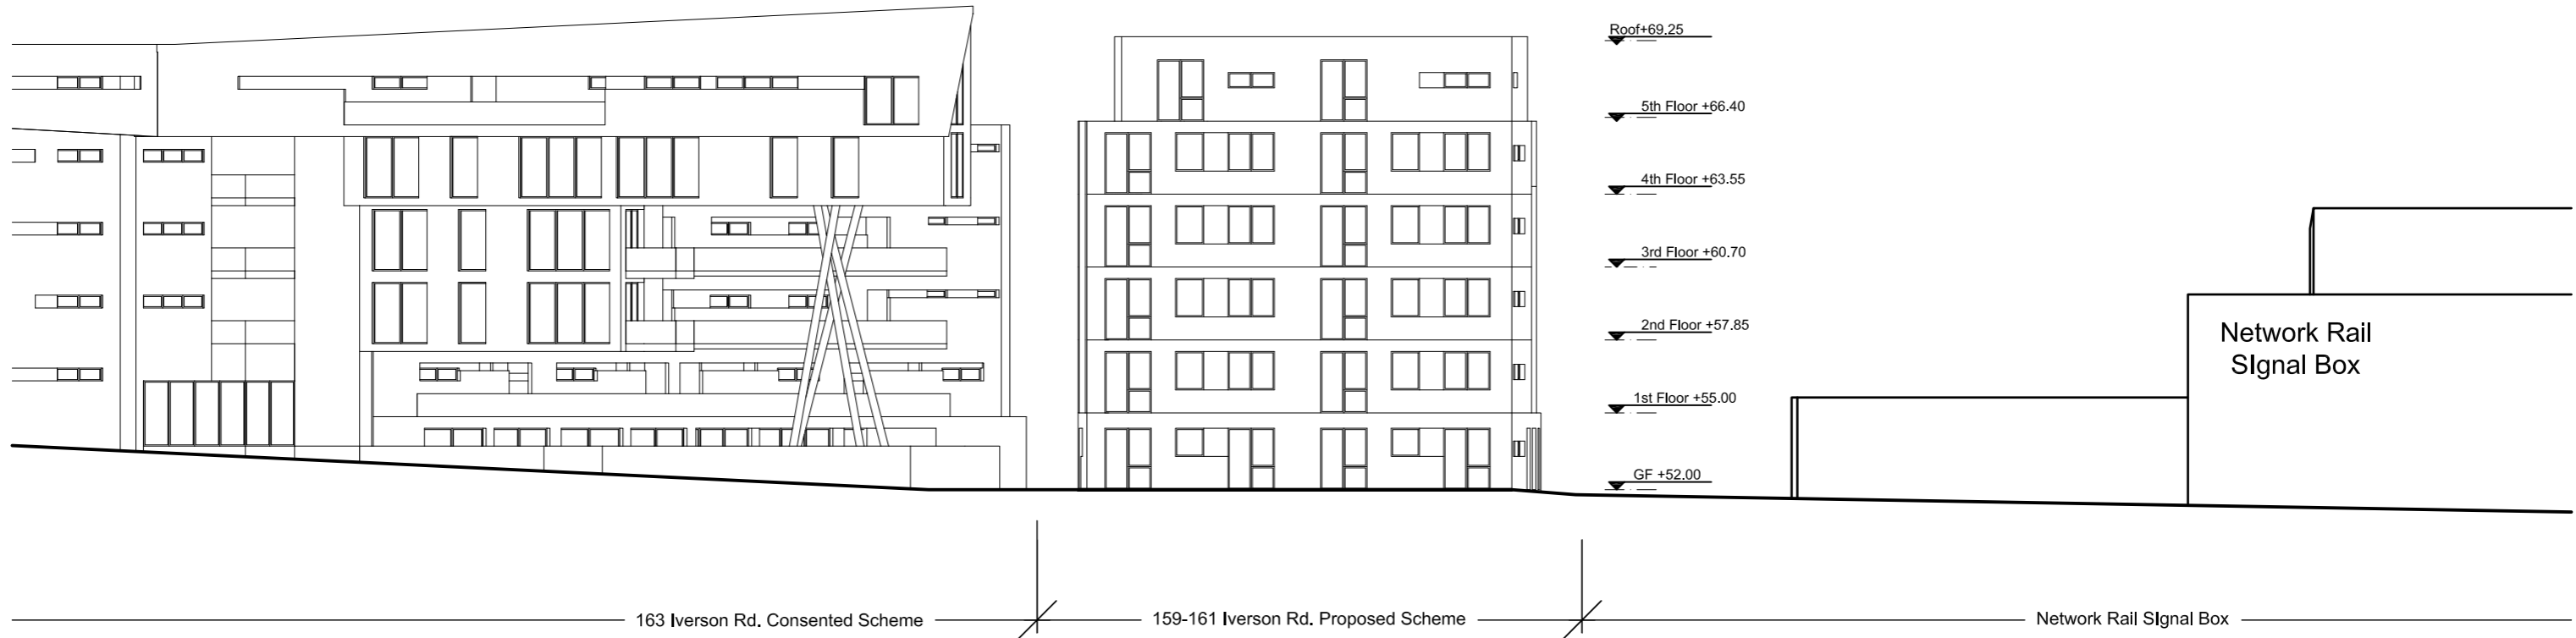 Roof+69.25
5th Floor +66.40
4th Floor +63.55
3rd Floor +60.70
2nd Floor +57.85
1st Floor +55.00
GF +52.00
Network Rail
SIgnal Box
163 Iverson Rd. Consented Scheme
159-161 Iverson Rd. Proposed Scheme
Network Rail SIgnal Box